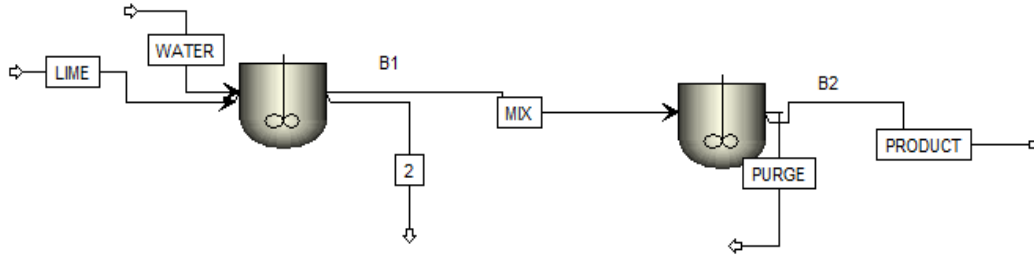 WATER
LIME
B1
MIX
2
B2
PRODUCT
PURGE